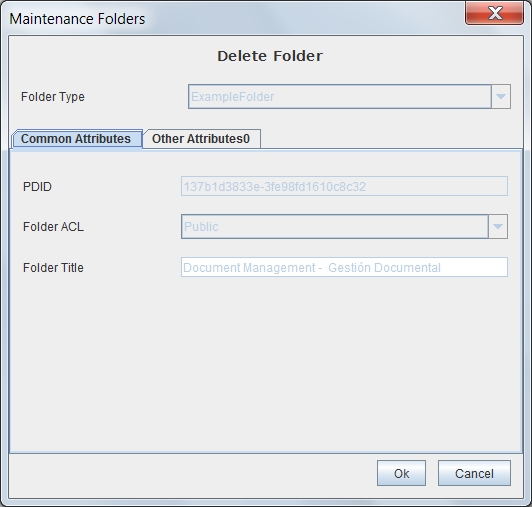 Maintenance Folders
Delete Folder
Folder Type ExampleFolder
Common Attributes Other Attributes0
PDID 137b1d3833e-3fe98fd1610c8c32
Folder ACL Public
Folder Title Document Management - Gestión Documental
Ok Cancel